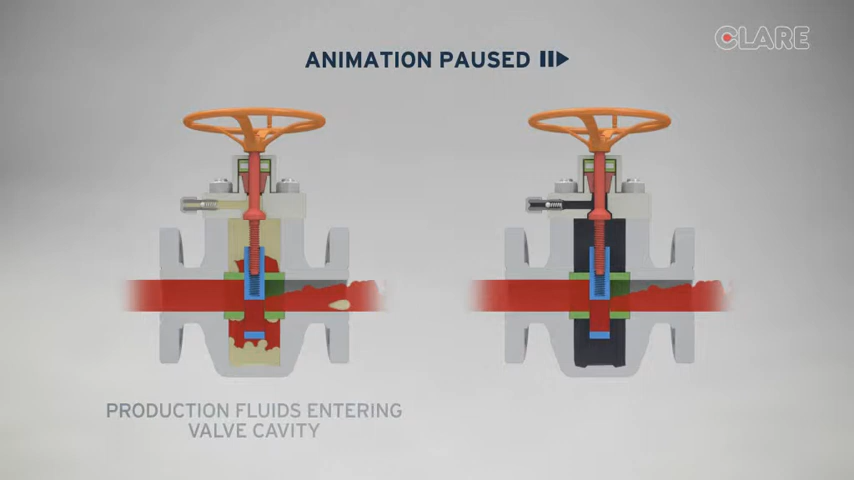 CLARE
ANIMATION PAUSED
PRODUCTION FLUIDS ENTERING
VALVE CAVITY